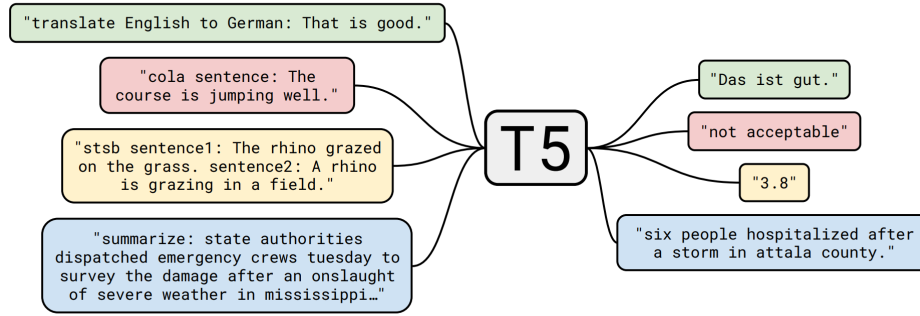 "translate English to German: That is good."
"cola sentence: The
course is jumping well."
"stsb sentence1: The rhino grazed
on the grass. sentence2: A rhino
is grazing in a field."
"summarize: state authorities
dispatched emergency crews tuesday to
survey the damage after an onslaught
of severe weather in mississippi…"
T5
"Das ist gut."
"not acceptable"
"3.8"
"six people hospitalized after
a storm in attala county."